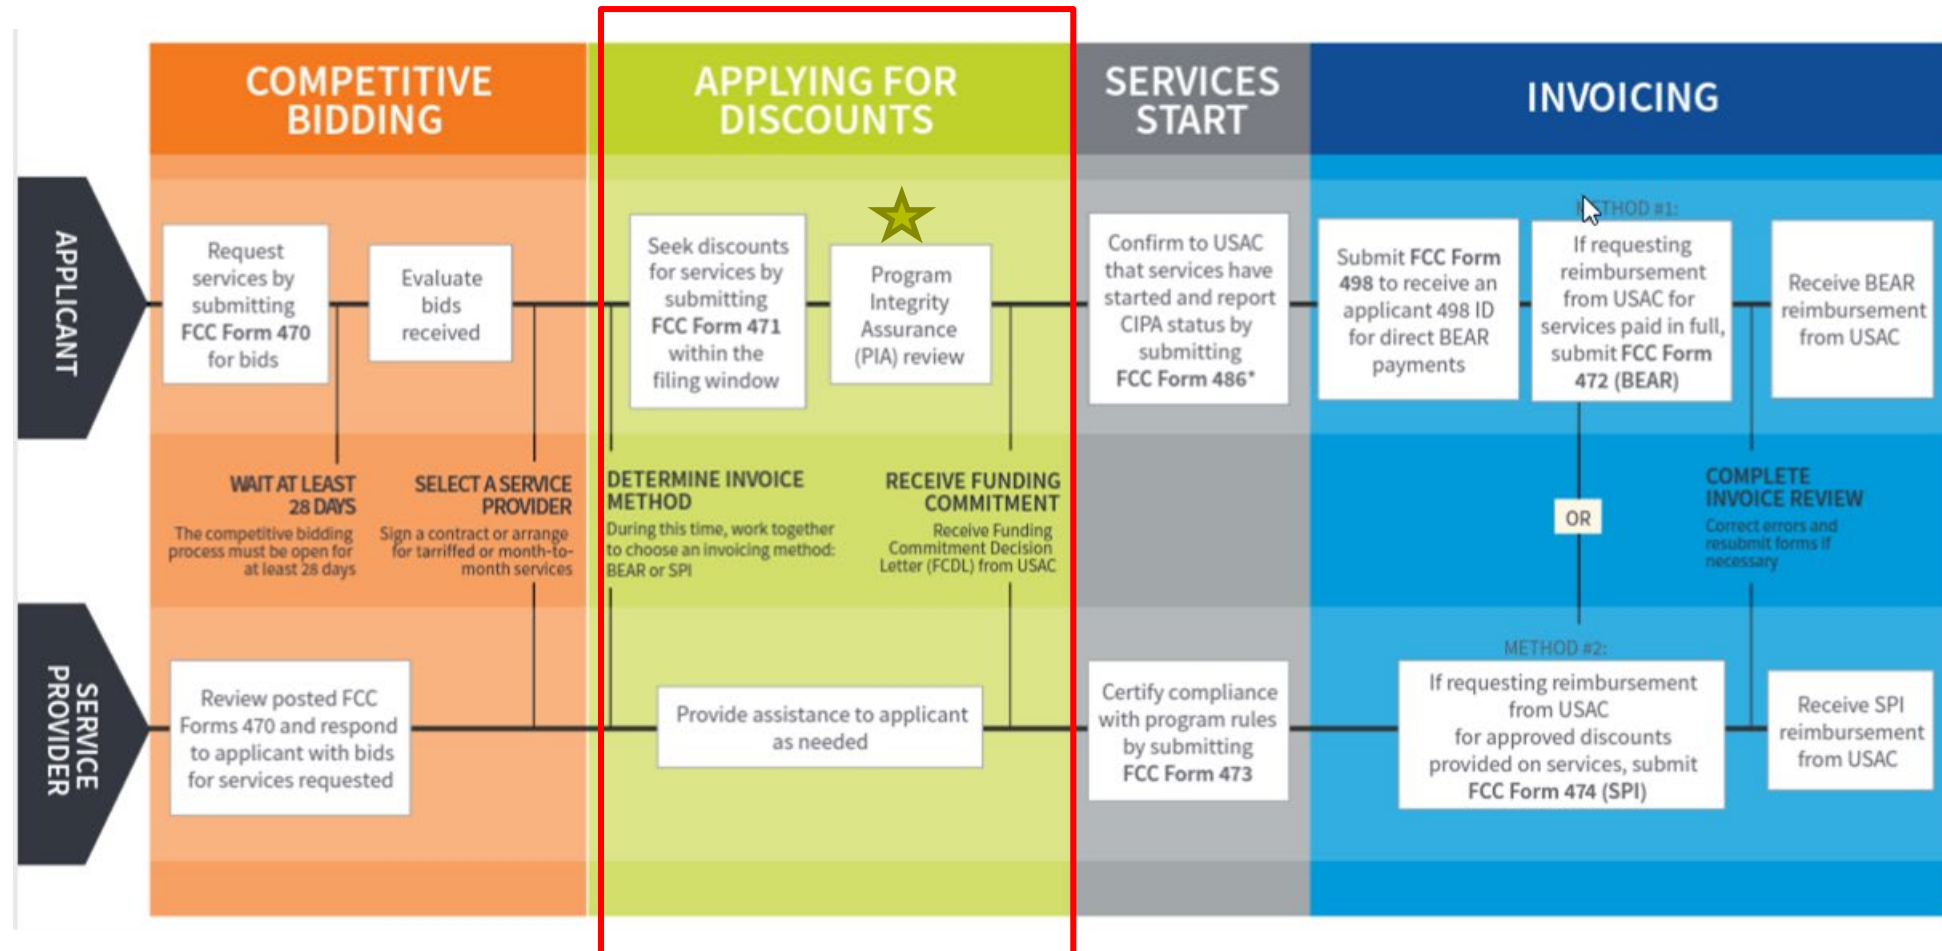 COMPETITIVE
BIDDING
APPLYING FOR
DISCOUNTS
SERVICES
START
INVOICING
APPLICANT
Request
services by
submitting
FCC Form 470
for bids
Evaluate
bids
received
Seek discounts
for services by
submitting
FCC Form 471
within the
filing window
Program
Integrity
Assurance
(PIA) review
Confirm to USAC
that services have
started and report
CIPA status by
submitting
FCC Form 486*
Submit FCC Form
498 to receive an
applicant 498 ID
for direct BEAR
payments
METHOD #1:
If requesting
reimbursement
from USAC for
services paid in full,
submit FCC Form
472 (BEAR)
Receive BEAR
reimbursement
from USAC
WAIT AT LEAST
28 DAYS
The competitive bidding
process must be open for
at least 28 days
SELECT A SERVICE
PROVIDER
Sign a contract or arrange
for tarriffed or month-to-
month services
DETERMINE INVOICE
METHOD
During this time, work together
to choose an invoicing method:
BEAR or SPI
RECEIVE FUNDING
COMMITMENT
Receive Funding
Commitment Decision
Letter (FCDL) from USAC
OR
COMPLETE
INVOICE REVIEW
Correct errors and
resubmit forms if
necessary
SERVICE
PROVIDER
Review posted FCC
Forms 470 and respond
to applicant with bids
for services requested
Provide assistance to applicant
as needed
Certify compliance
with program rules
by submitting
FCC Form 473
METHOD #2:
If requesting reimbursement
from USAC
for approved discounts
provided on services, submit
FCC Form 474 (SPI)
Receive SPI
reimbursement
from USAC